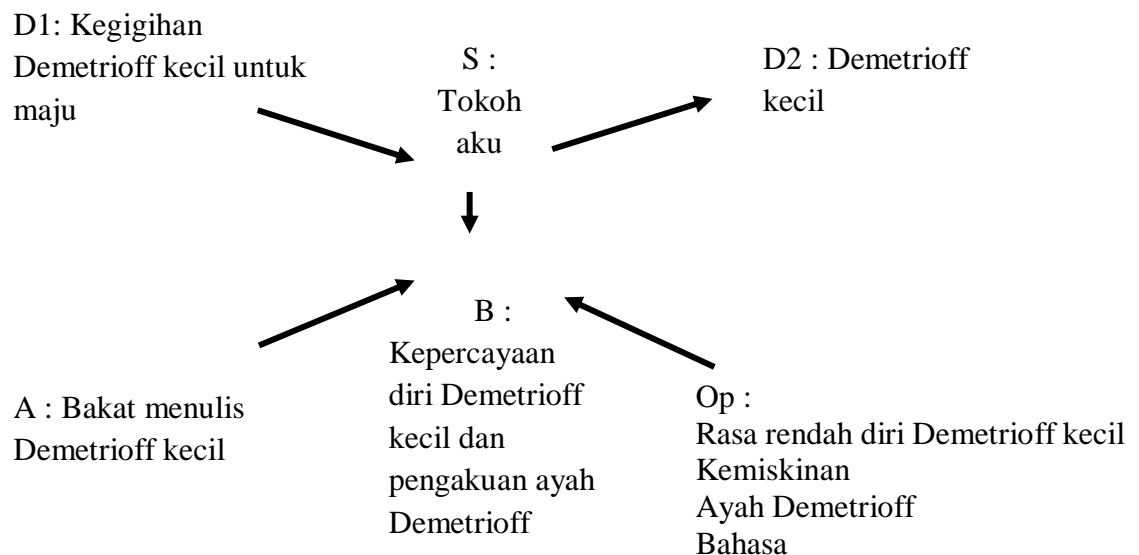 D1: Kegigihan
Demetrioff kecil untuk
maju
S :
Tokoh
aku
D2 : Demetrioff
kecil
A : Bakat menulis
Demetrioff kecil
B :
Kepercayaan
diri Demetrioff
kecil dan
pengakuan ayah
Demetrioff
Op :
Rasa rendah diri Demetrioff kecil
Kemiskinan
Ayah Demetrioff
Bahasa